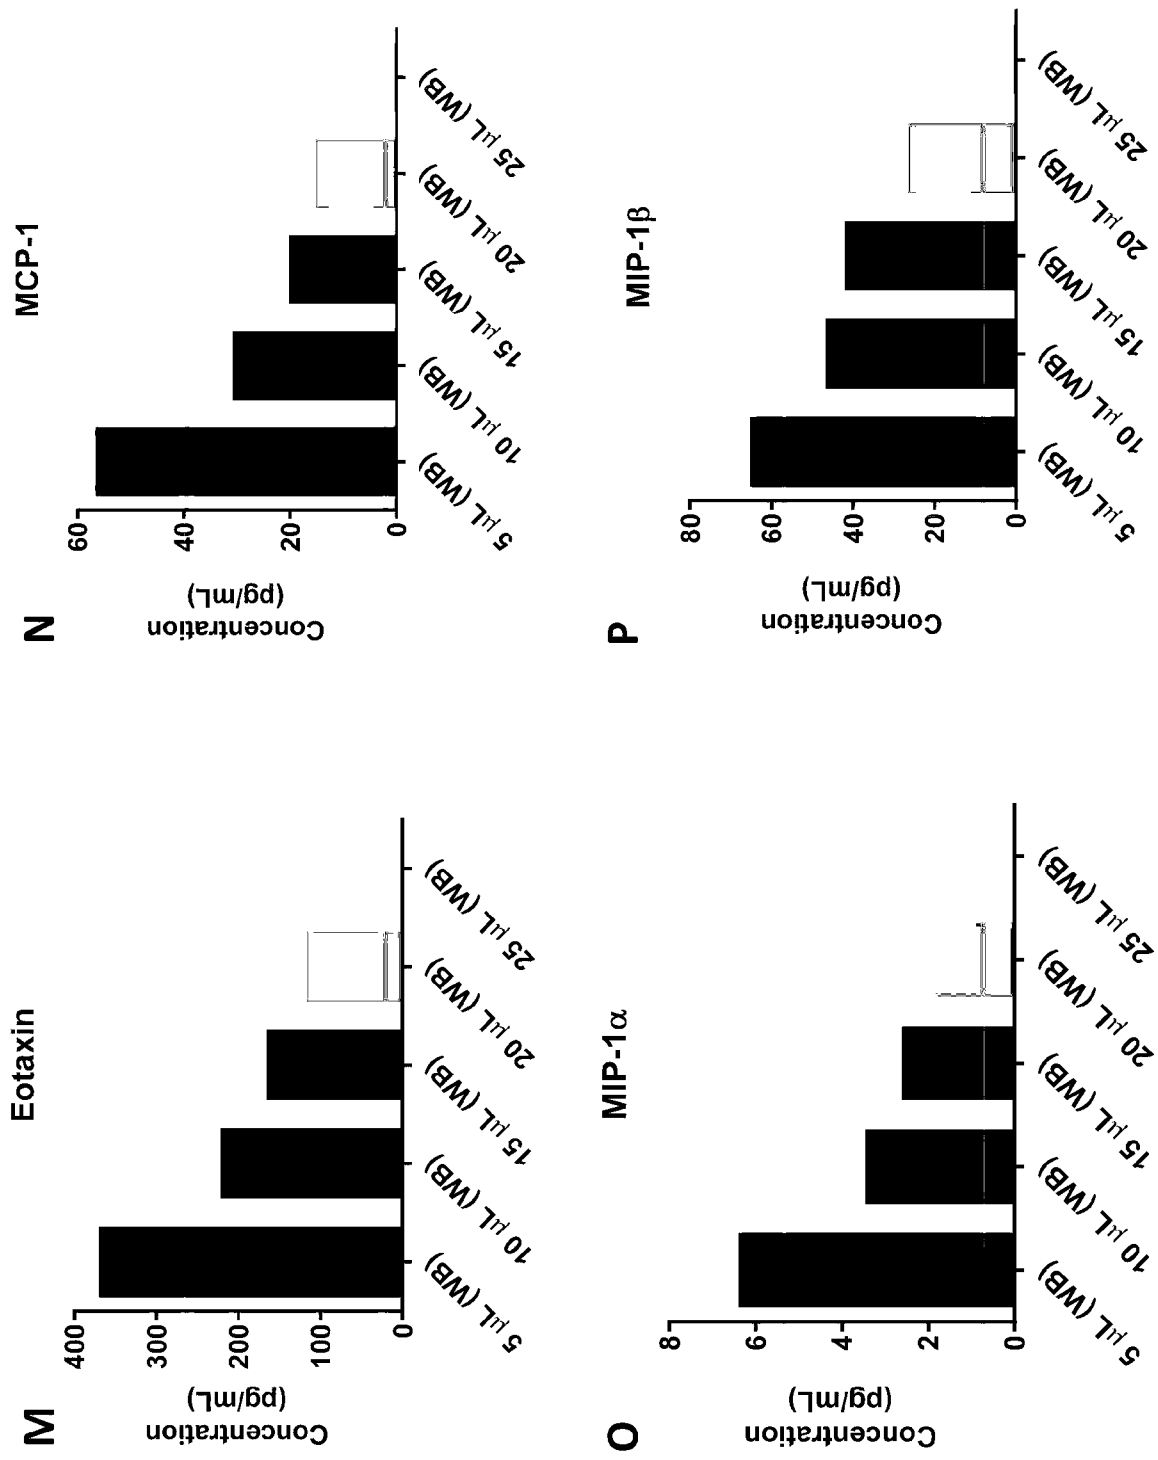 M
Eotaxin
Concentration
(pg/mL)
400
300
200
100
0
5 µL (WB)
10 µL (WB)
15 µL (WB)
20 µL (WB)
25 µL (WB)
N
MCP-1
Concentration
(pg/mL)
60
40
20
0
5 µL (WB)
10 µL (WB)
15 µL (WB)
20 µL (WB)
25 µL (WB)
O
MIP-1α
Concentration
(pg/mL)
8
6
4
2
0
5 µL (WB)
10 µL (WB)
15 µL (WB)
20 µL (WB)
25 µL (WB)
P
MIP-1β
Concentration
(pg/mL)
80
60
40
20
0
5 µL (WB)
10 µL (WB)
15 µL (WB)
20 µL (WB)
25 µL (WB)